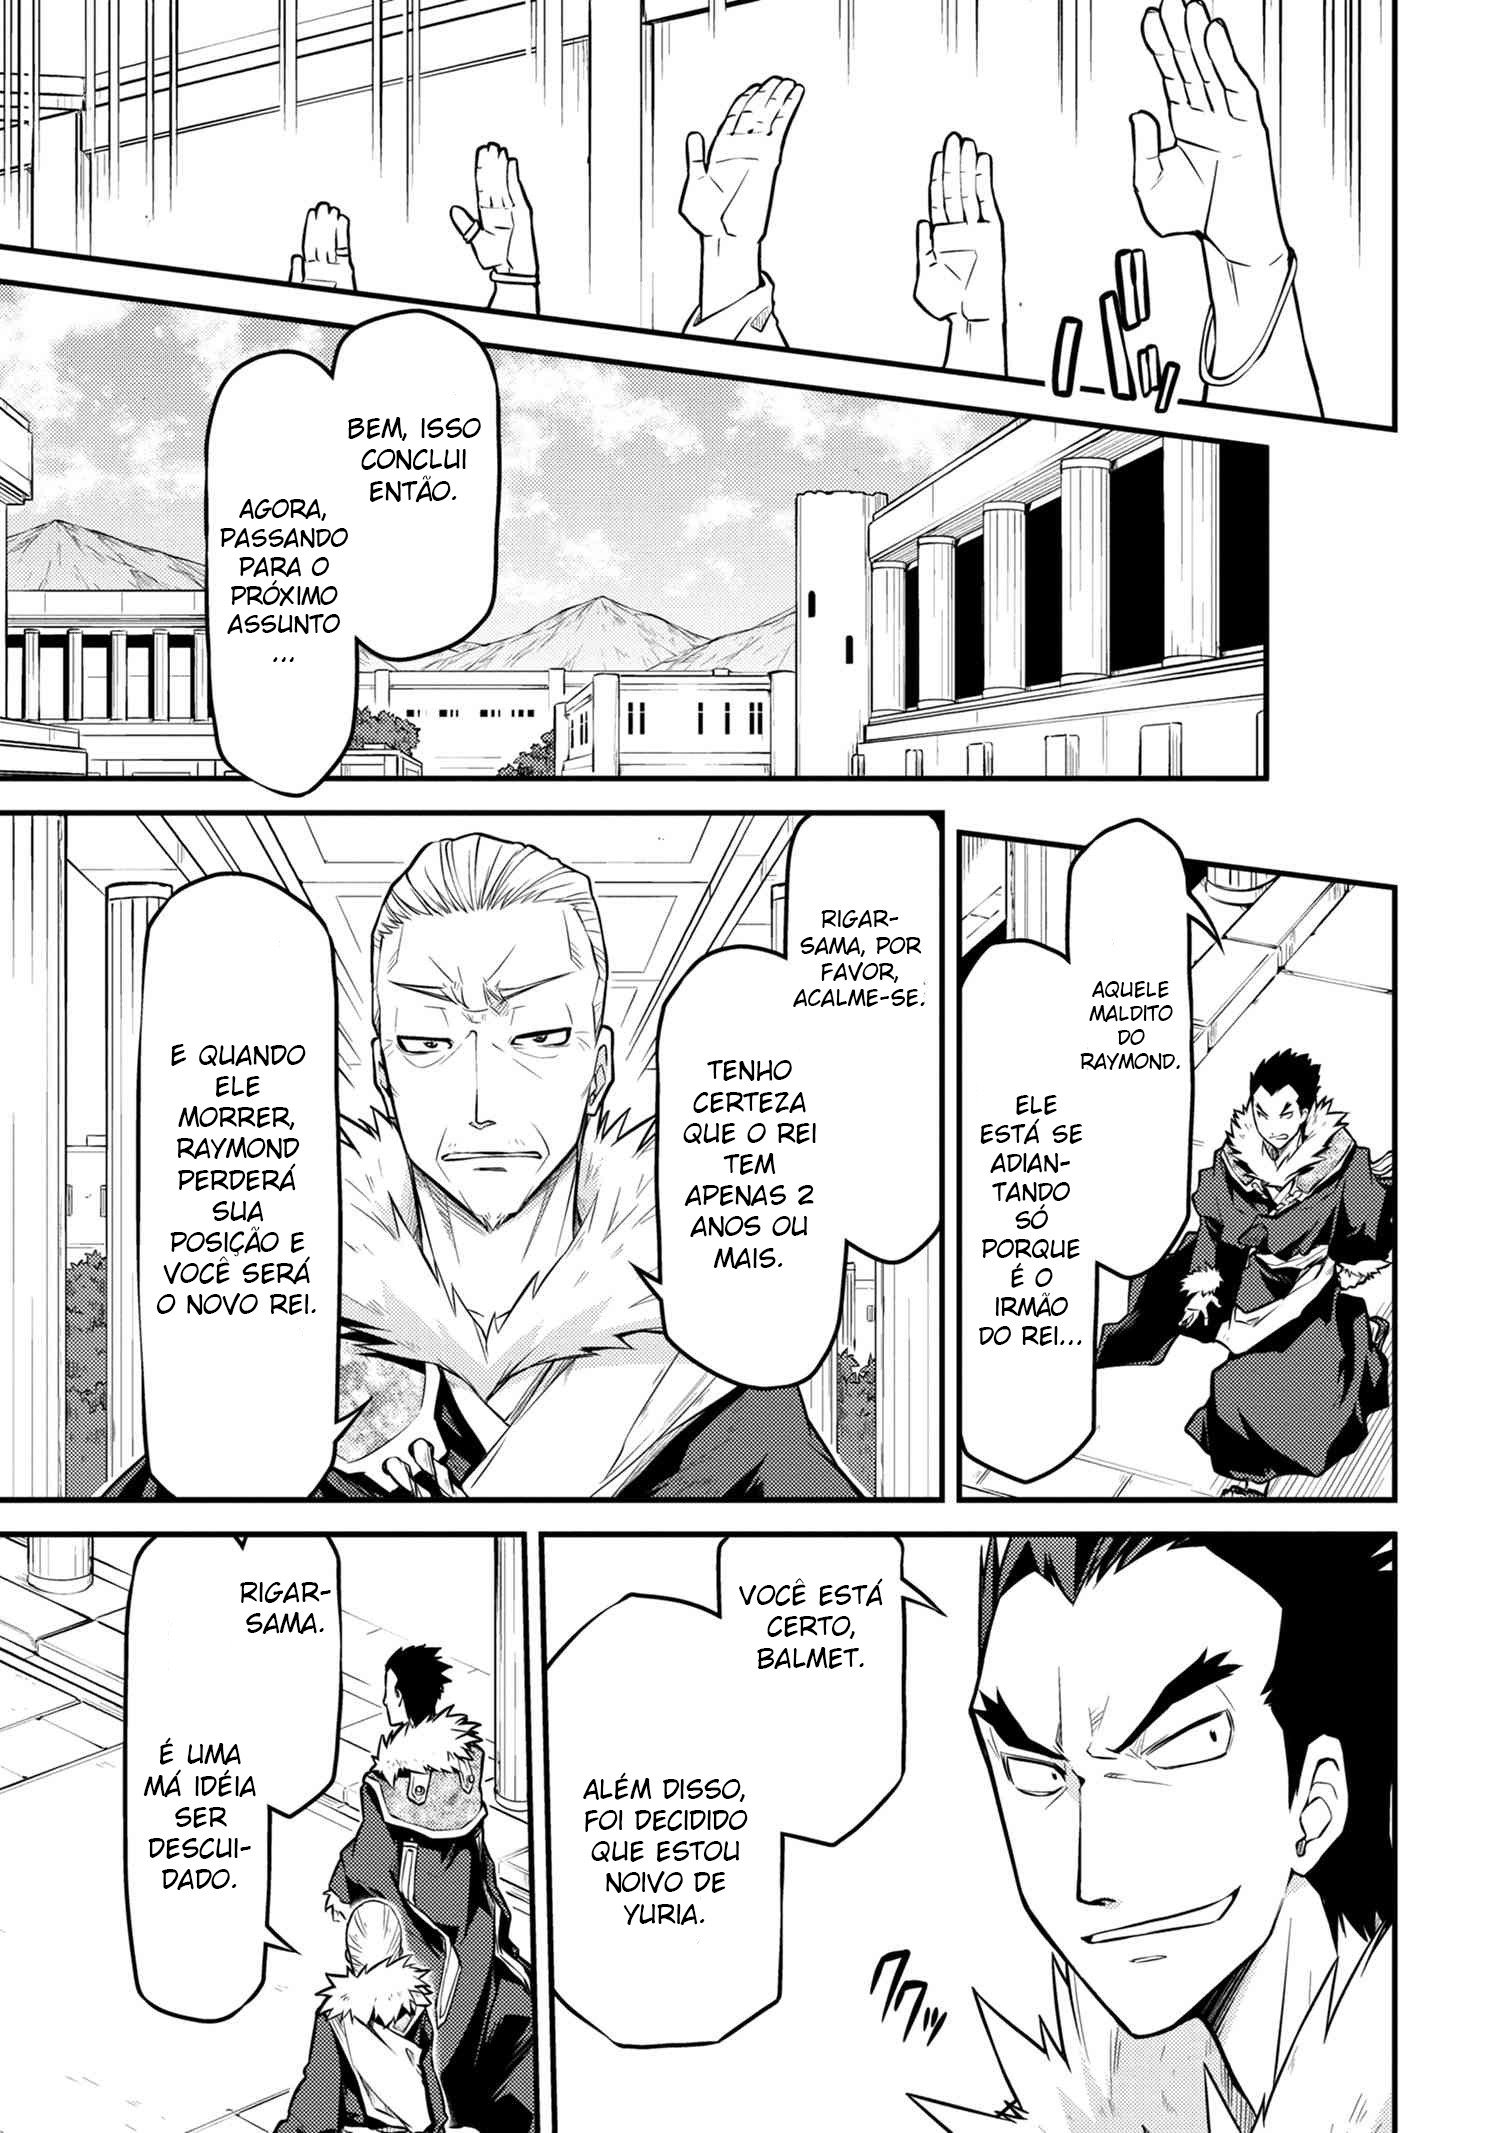 BEM, ISSO
CONCLUI
ENTÃO.
AGORA,
PASSANDO
PARA O
PRÓXIMO
ASSUNTO
...
AQUELE
MALDITO
DO
RAYMOND.
ELE
ESTÁ SE
ADIAN-
TANDO
SÓ
PORQUE
É O
IRMÃO
DO REI...
RIGAR-
SAMA, POR
FAVOR,
ACALME-SE.
TENHO
CERTEZA
QUE O REI
TEM
APENAS 2
ANOS OU
MAIS.
E QUANDO
ELE
MORRER,
RAYMOND
PERDERÁ
SUA
POSIÇÃO E
VOCÊ SERÁ
O NOVO REI.
VOCÊ ESTÁ
CERTO,
BALMET.
ALÉM DISSO,
FOI DECIDIDO
QUE ESTOU
NOIVO DE
YURIA.
ククッ
RIGAR-
SAMA.
É UMA
MÁ IDÉIA
SER
DESCUI-
DADO.